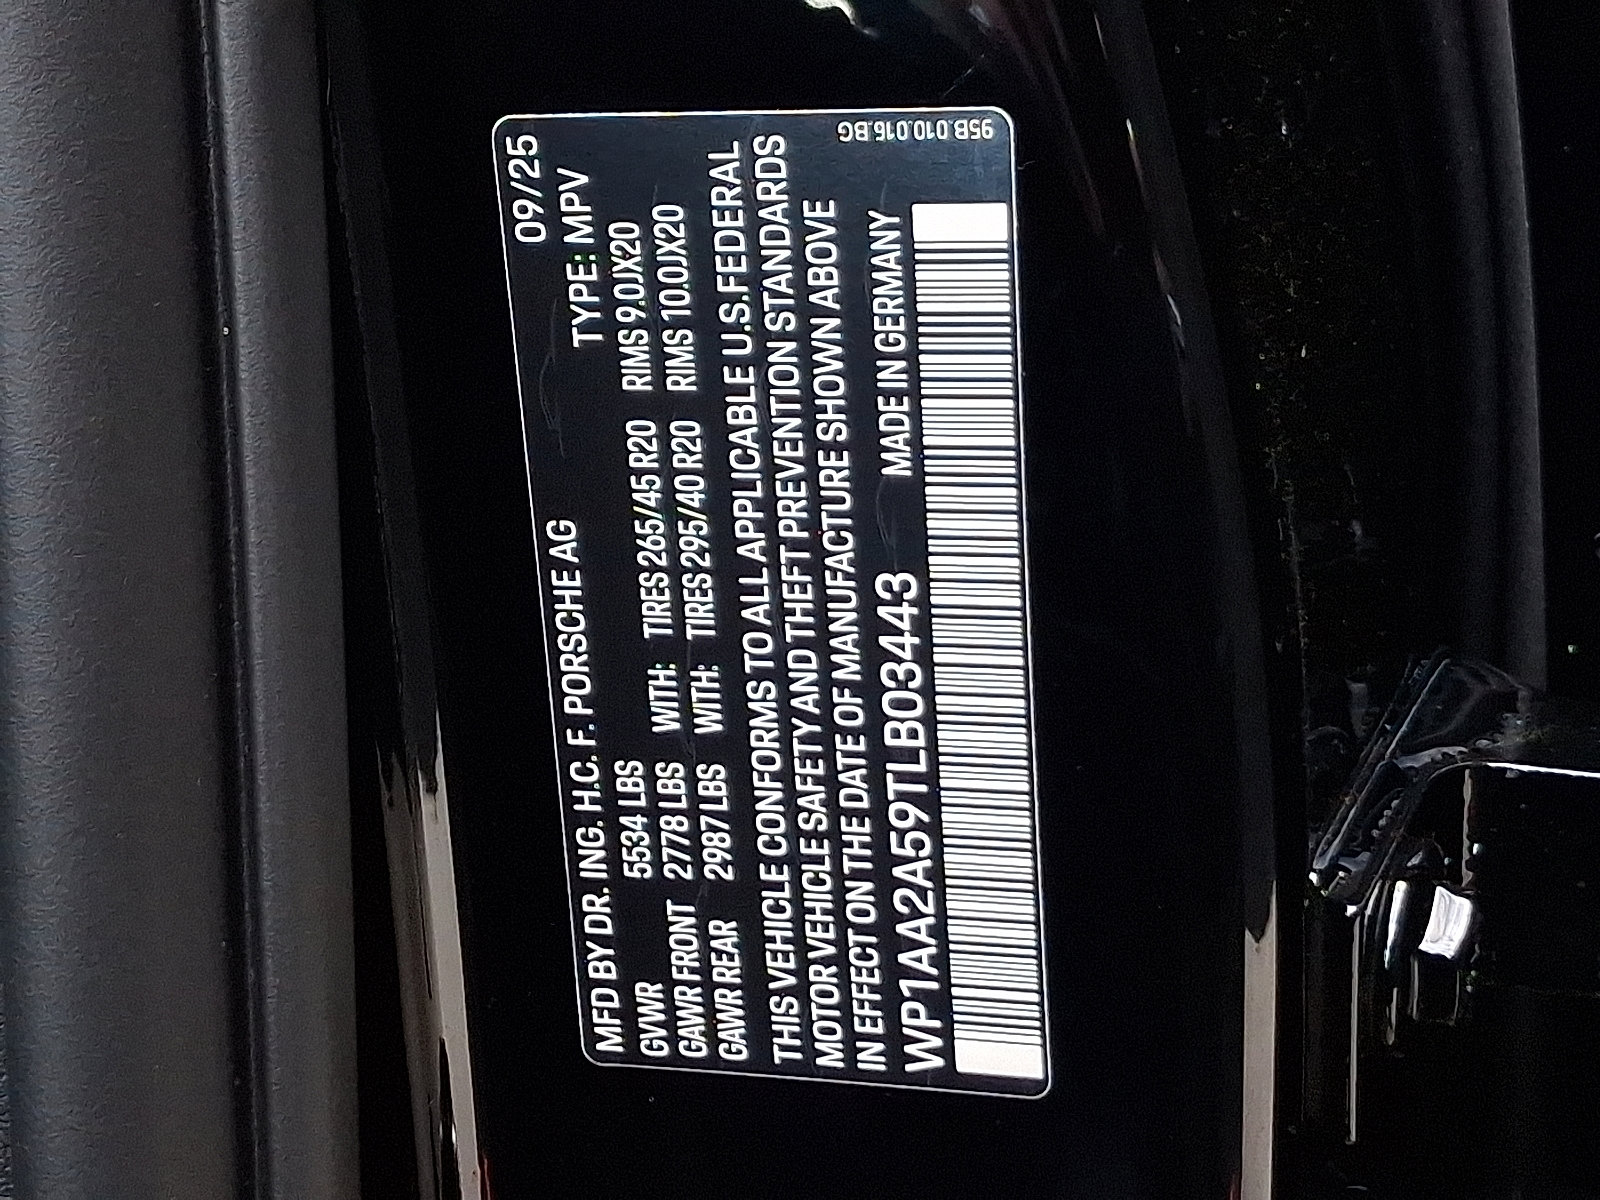 09/25
MFD BY DR. ING. H.C. F. PORSCHE AG TYPE: MPV
GVWR 5534 LBS WITH: TIRES 265/45 R20 RIMS 9.0JX20
GAWR FRONT 2778 LBS WITH: TIRES 295/40 R20 RIMS 10.0JX20
GAWR REAR 2987 LBS
THIS VEHICLE CONFORMS TO ALL APPLICABLE U.S. FEDERAL
MOTOR VEHICLE SAFETY AND THEFT PREVENTION STANDARDS
IN EFFECT ON THE DATE OF MANUFACTURE SHOWN ABOVE
WP1AA2A59TLB03443 MADE IN GERMANY
95B.010.016.BG